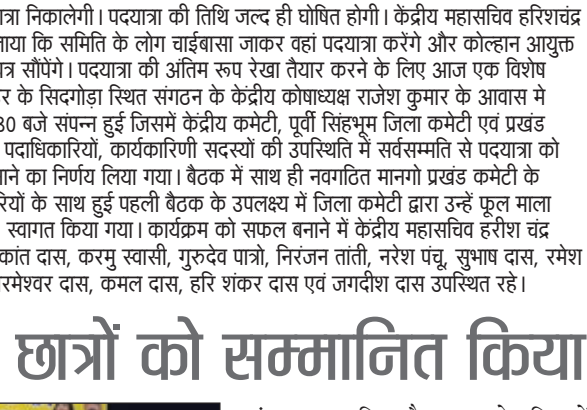 निकालेगी। पदयात्रा की तिथि जल्द ही घोषित होगी। केंद्रीय महासचिव हरिशचंद्र
कि समिति के लोग चाईबासा जाकर वहां पदयात्रा करेंगे और कोल्हान आयुक्त
सौंपेंगे। पदयात्रा की अंतिम रूप रेखा तैयार करने के लिए आज एक विशेष
के सिदगोड़ा स्थित संगठन के केंद्रीय कोषाध्यक्ष राजेश कुमार के आवास मे
30 बजे संपन्न हुई जिसमें केंद्रीय कमेटी, पूर्वी सिंहभूम जिला कमेटी एवं प्रखंड
पदाधिकारियों, कार्यकारिणी सदस्यों की उपस्थिति में सर्वसम्मति से पदयात्रा को
का निर्णय लिया गया। बैठक में साथ ही नवगठित मानगो प्रखंड कमेटी के
के साथ हुई पहली बैठक के उपलक्ष्य में जिला कमेटी द्वारा उन्हें फूल माला
स्वागत किया गया। कार्यक्रम को सफल बनाने में केंद्रीय महासचिव हरीश चंद्र
दास, करमु स्वासी, गुरुदेव पात्रो, निरंजन तांती, नरेश पंचू, सुभाष दास, रमेश
दास, कमल दास, हरि शंकर दास एवं जगदीश दास उपस्थित रहे।
छात्रों को सम्मानित किया